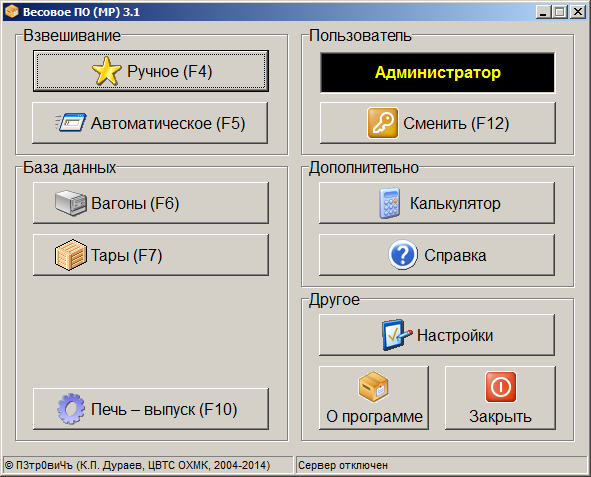 Весовое ПО (MP) 3.1
Взвешивание
Ручное (F4)
Автоматическое (F5)
База данных
Вагоны (F6)
Тары (F7)
Печь – выпуск (F10)
Пользователь
Администратор
Сменить (F12)
Дополнительно
Калькулятор
Справка
Другое
Настройки
О программе
Закрыть
© П3тр0виЧъ (К.П. Дураев, ЦВТС ОХМК, 2004-2014)
Сервер отключен